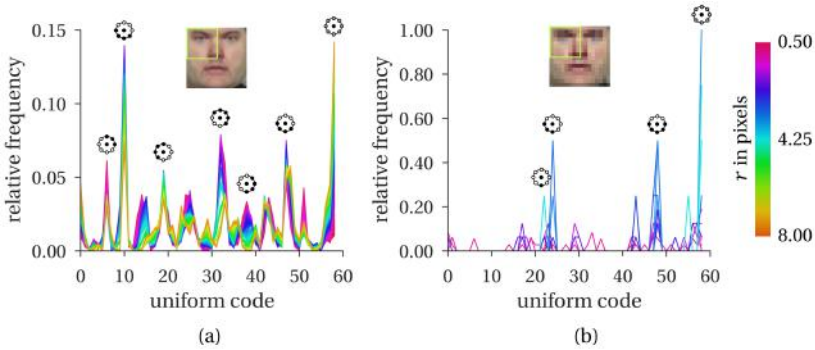 relative frequency
0.15
0.10
0.05
0.00
0 10 20 30 40 50 60
uniform code
(a)
relative frequency
1.00
0.80
0.60
0.40
0.20
0.00
0 10 20 30 40 50 60
uniform code
(b)
0.50
4.25
8.00
r in pixels